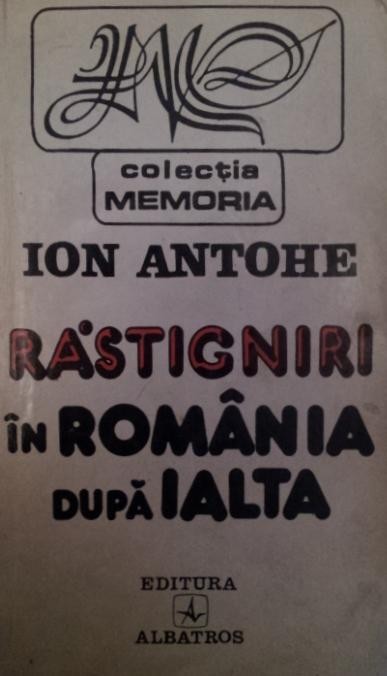 colecția
MEMORIA
ION ANTOHE
RĂSTIGNIRI
ÎN ROMÂNIA
DUPĂ IALTA
EDITURA
ALBATROS